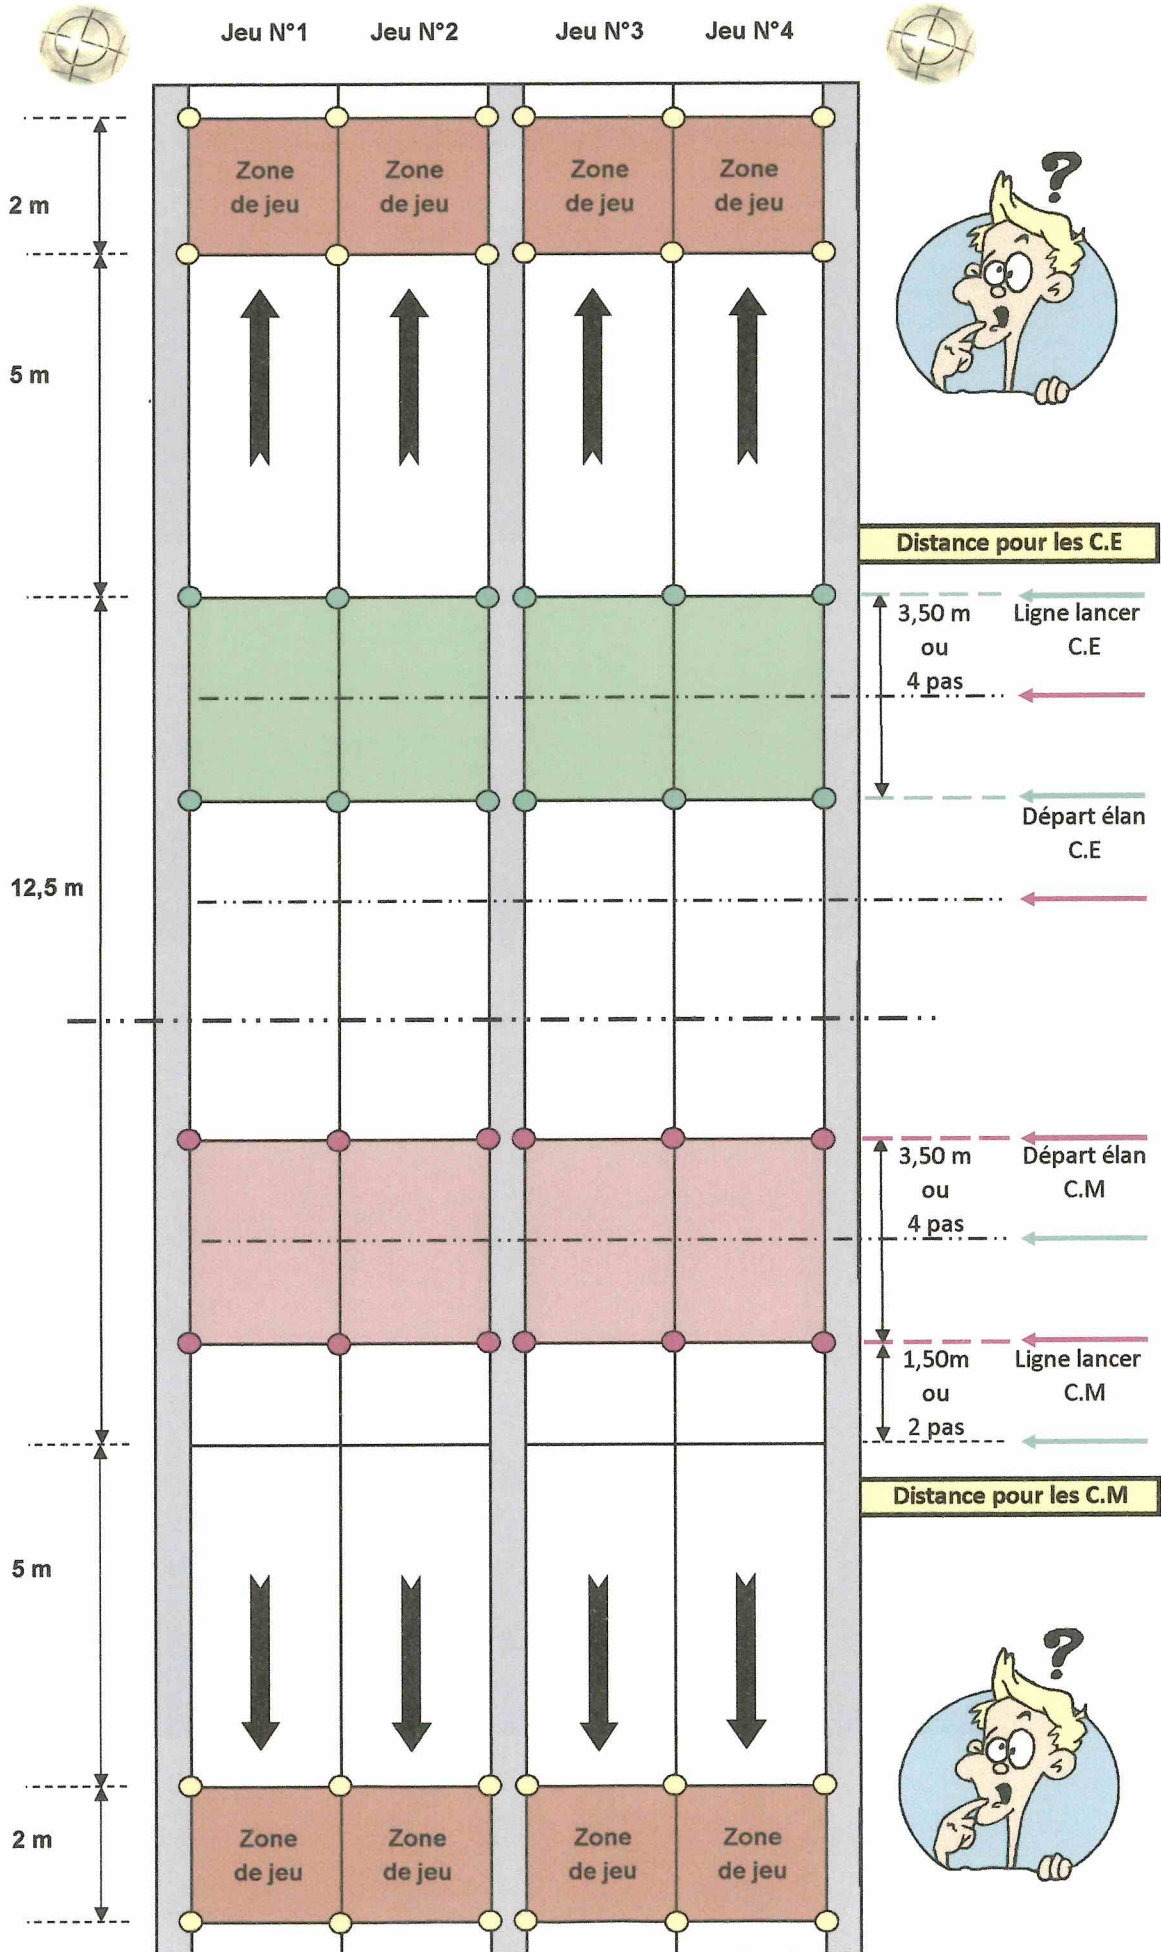 Jeu N°1
Jeu N°2
Jeu N°3
Jeu N°4
Zone
de jeu
Zone
de jeu
Zone
de jeu
Zone
de jeu
2 m
?
5 m
Distance pour les C.E
3,50 m
ou
4 pas
Ligne lancer
C.E
Départ élan
C.E
12,5 m
3,50 m
ou
4 pas
Départ élan
C.M
1,50m
ou
2 pas
Ligne lancer
C.M
Distance pour les C.M
5 m
?
2 m
Zone
de jeu
Zone
de jeu
Zone
de jeu
Zone
de jeu